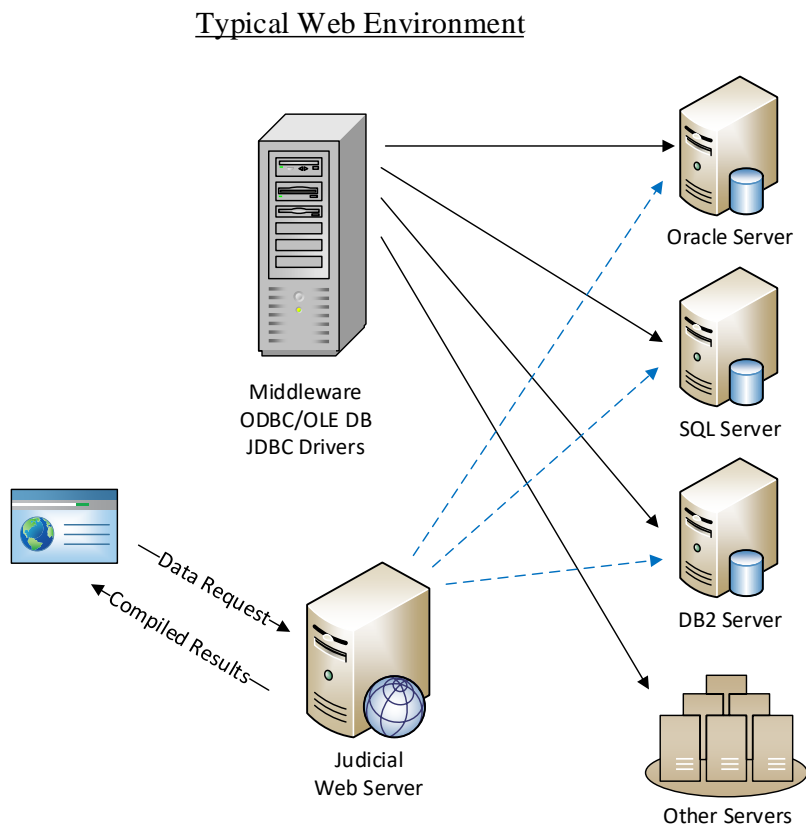 Typical Web Environment
Oracle Server
SQL Server
Middleware
ODBC/OLE DB
JDBC Drivers
Data Request
Compiled Results
DB2 Server
Judicial
Web Server
Other Servers